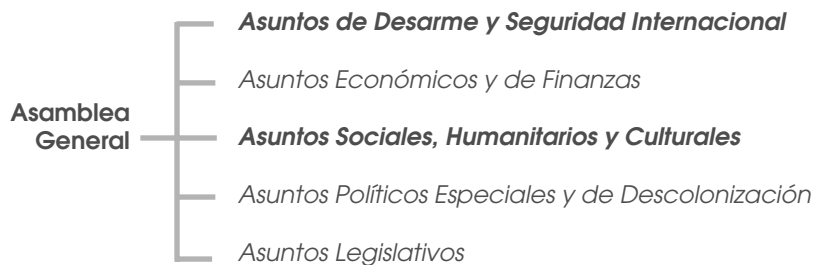 Asuntos de Desarme y Seguridad Internacional
Asuntos Económicos y de Finanzas
Asamblea
General
Asuntos Sociales, Humanitarios y Culturales
Asuntos Políticos Especiales y de Descolonización
Asuntos Legislativos